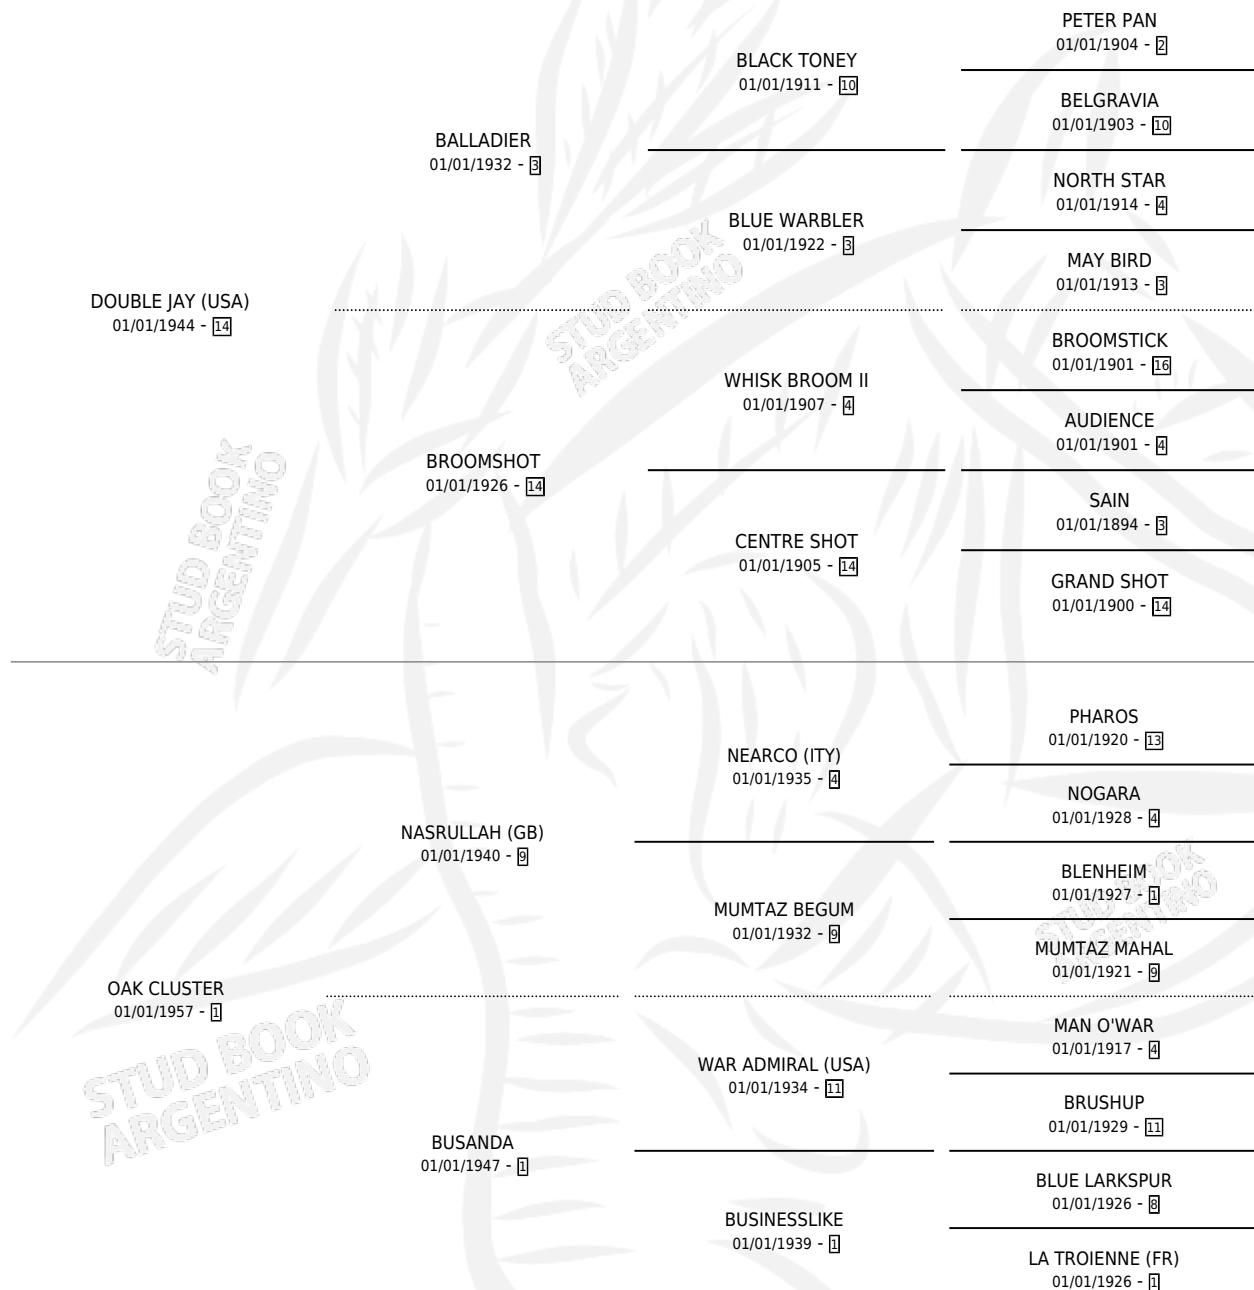 PETER PAN
01/01/1904 - 2
BLACK TONEY
01/01/1911 - 10
BELGRAVIA
01/01/1903 - 10
BALLADIER
01/01/1932 - 3
NORTH STAR
01/01/1914 - 4
BLUE WARBLER
01/01/1922 - 3
MAY BIRD
01/01/1913 - 3
DOUBLE JAY (USA)
01/01/1944 - 14
STUD BOOK
ARGENTINO
BROOMSTICK
01/01/1901 - 16
WHISK BROOM II
01/01/1907 - 4
AUDIENCE
01/01/1901 - 4
BROOMSHOT
01/01/1926 - 14
SAIN
01/01/1894 - 3
CENTRE SHOT
01/01/1905 - 14
GRAND SHOT
01/01/1900 - 14
STUD BOOK
ARGENTINO
PHAROS
01/01/1920 - 13
NEARCO (ITY)
01/01/1935 - 4
NOGARA
01/01/1928 - 4
NASRULLAH (GB)
01/01/1940 - 9
BLENHEIM
01/01/1927 - 1
MUMTAZ BEGUM
01/01/1932 - 9
STUD BOOK
ARGENTINO
MUMTAZ MAHAL
01/01/1921 - 9
OAK CLUSTER
01/01/1957 - 1
MAN O'WAR
01/01/1917 - 4
STUD BOOK
ARGENTINO
WAR ADMIRAL (USA)
01/01/1934 - 11
BRUSHUP
01/01/1929 - 11
BUSANDA
01/01/1947 - 1
BLUE LARKSPUR
01/01/1926 - 8
BUSINESSLIKE
01/01/1939 - 1
LA TROIENNE (FR)
01/01/1926 - 1